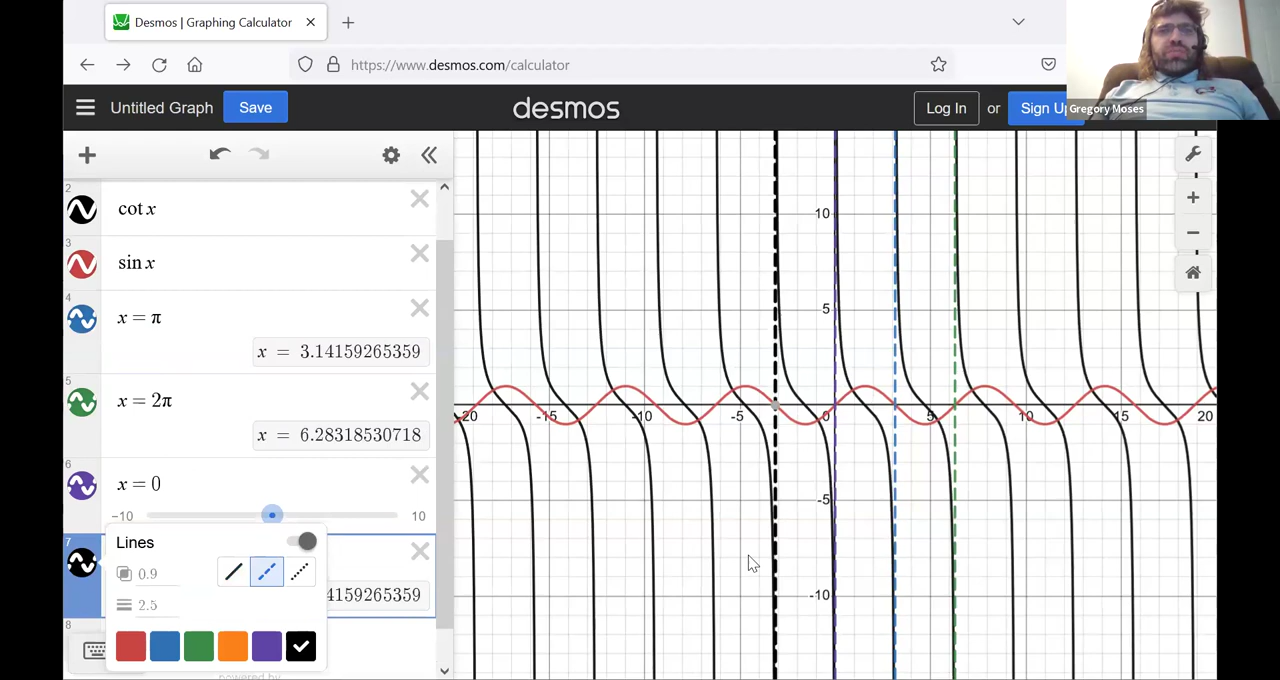 Desmos | Graphing Calculator
https://www.desmos.com/calculator
Gregory Moses
Untitled Graph
Save
desmos
Log In
or
Sign U
2
cot x
3
sin x
4
x = π
x = 3.14159265359
5
x = 2π
x = 6.28318530718
6
x = 0
−10
10
7
Lines
0.9
4159265359
2.5
8
powered by
10
5
-20
-15
-10
-5
0
5
10
15
20
-5
-10